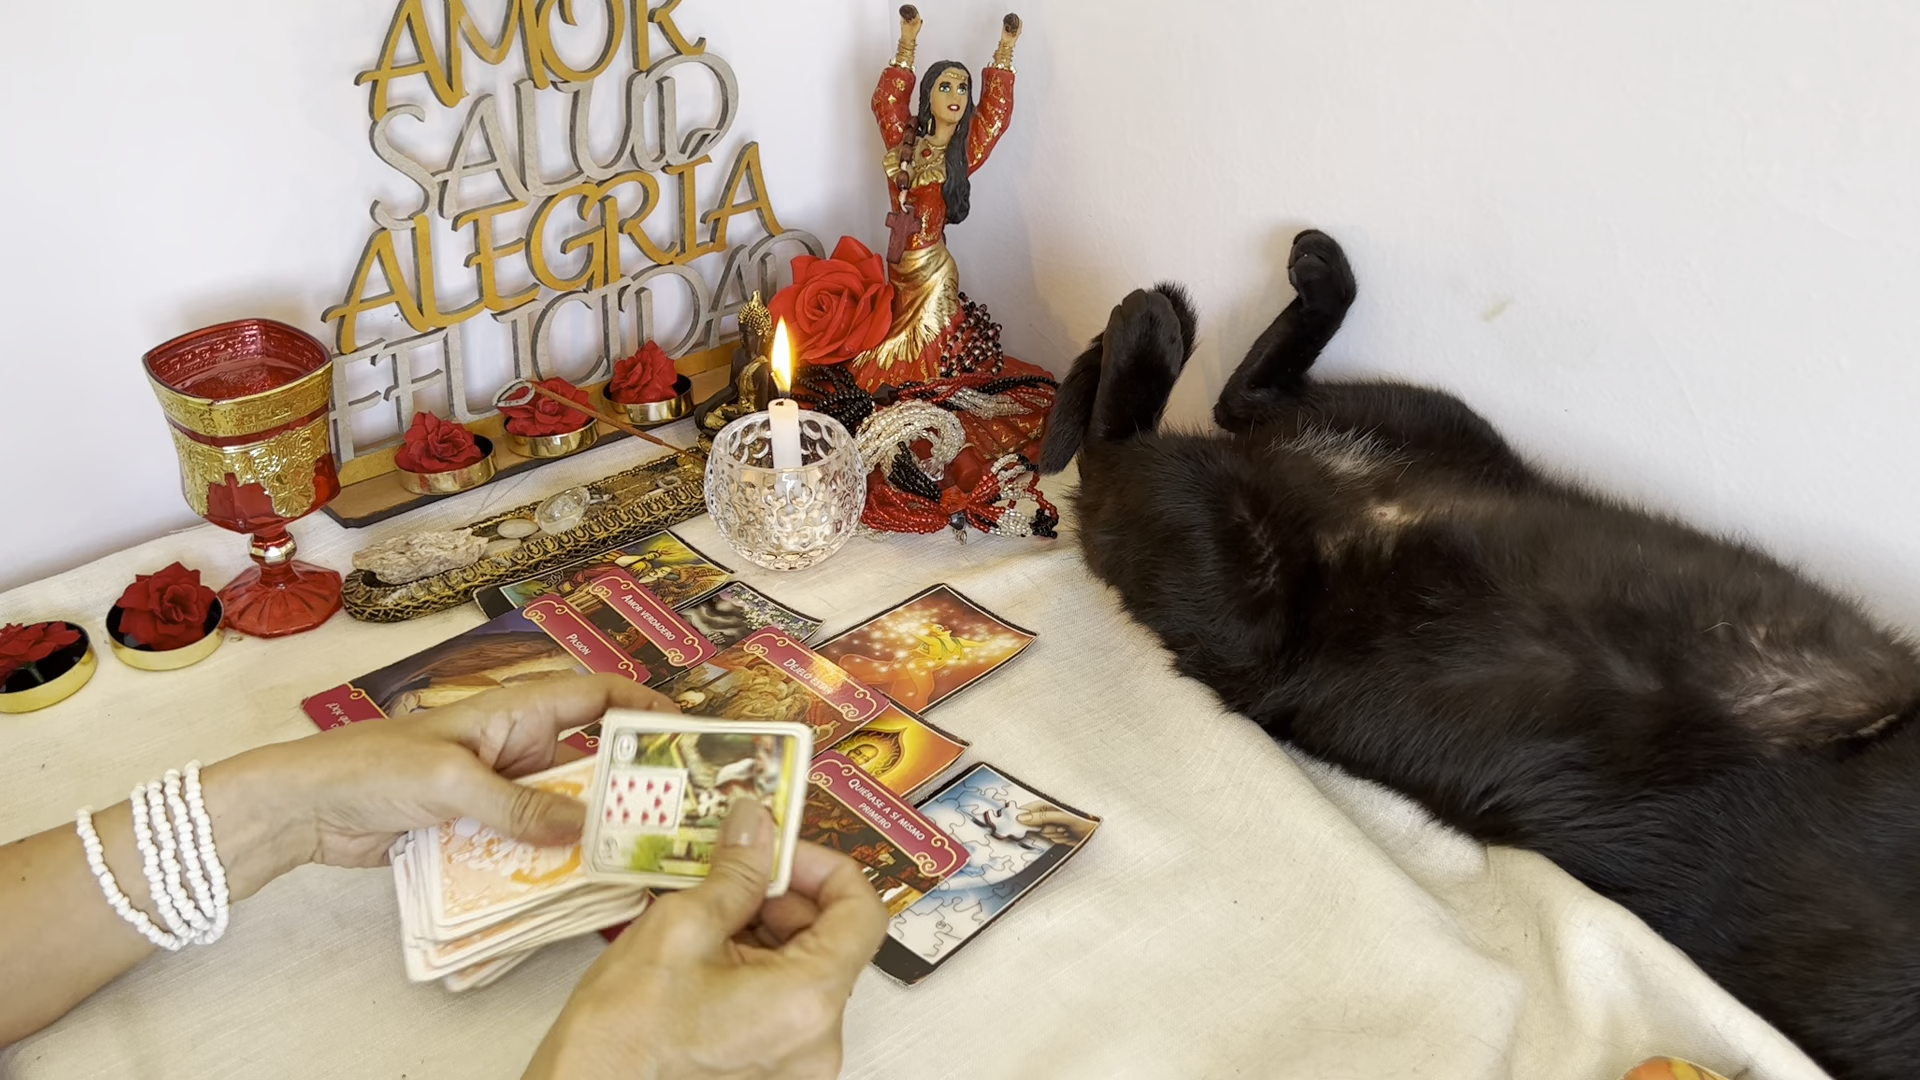 AMOR
SALUD
ALEGRÍA
FELICIDAD
AMOR VERDADERO
PASIÓN
DÉJELO ESTAR
QUIÉRASE A SÍ MISMO
PRIMERO